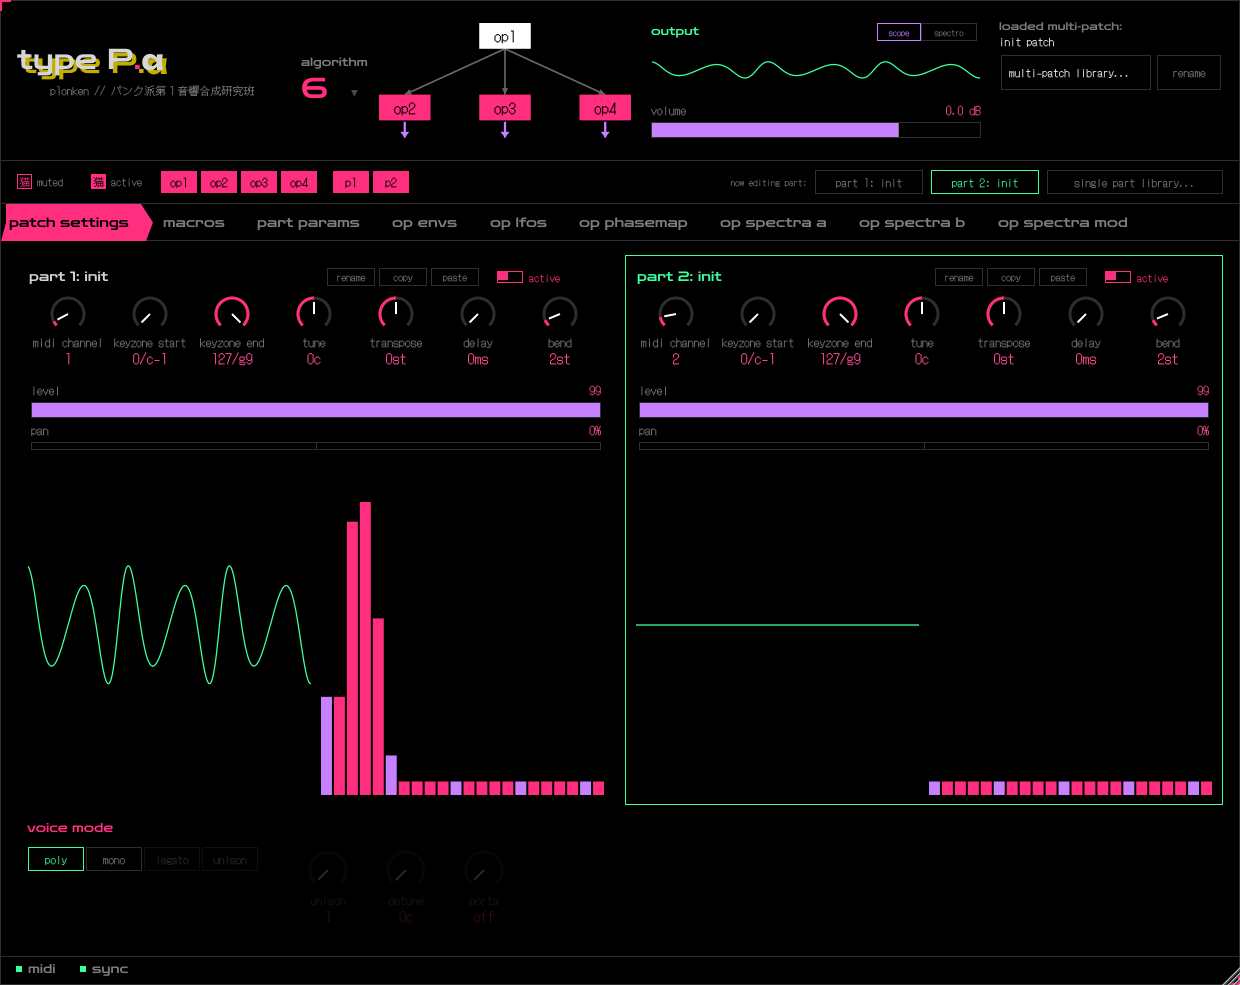 type P.a
plonken // パンク派第1音響合成研究班
algorithm
6
op1
op2 op3 op4
output
scope spectro
volume 0.0 dB
loaded multi-patch:
init patch
multi-patch library... rename
猫 muted 猫 active op1 op2 op3 op4 p1 p2
now editing part: part 1: init part 2: init single part library...
patch settings macros part params op envs op lfos op phasemap op spectra a op spectra b op spectra mod
part 1: init rename copy paste active
midi channel keyzone start keyzone end tune transpose delay bend
1 0/c-1 127/g9 0c 0st 0ms 2st
level 99
pan 0%
part 2: init rename copy paste active
midi channel keyzone start keyzone end tune transpose delay bend
2 0/c-1 127/g9 0c 0st 0ms 2st
level 99
pan 0%
voice mode
poly mono legato unison
unison detune porta
1 0c off
midi sync